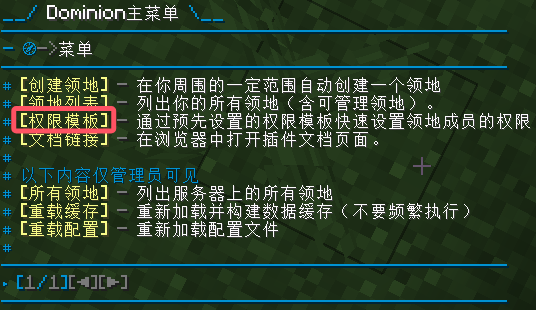 __/ Dominion主菜单 \__
— 🧭->菜单
# [创建领地] — 在你周围的一定范围自动创建一个领地
# [领地列表] — 列出你的所有领地（含可管理领地）。
# [权限模板] — 通过预先设置的权限模板快速设置领地成员的权限
# [文档链接] — 在浏览器中打开插件文档页面。
#
# 以下内容仅管理员可见
# [所有领地] — 列出服务器上的所有领地
# [重载缓存] — 重新加载并构建数据缓存（不要频繁执行）
# [重载配置] — 重新加载配置文件
#
▸ [1/1][◀][▶]